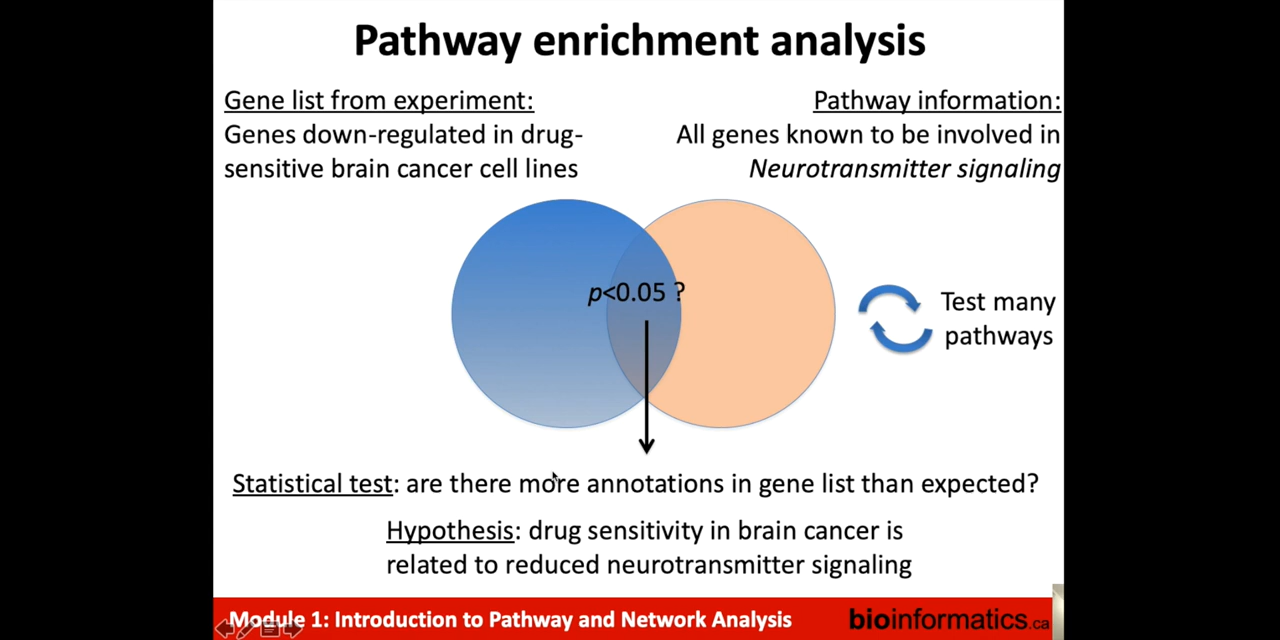 Pathway enrichment analysis
Gene list from experiment:
Genes down-regulated in drug-
sensitive brain cancer cell lines
Pathway information:
All genes known to be involved in
Neurotransmitter signaling
p<0.05 ?
Test many
pathways
Statistical test: are there more annotations in gene list than expected?
Hypothesis: drug sensitivity in brain cancer is
related to reduced neurotransmitter signaling
Module 1: Introduction to Pathway and Network Analysis
bioinformatics.ca